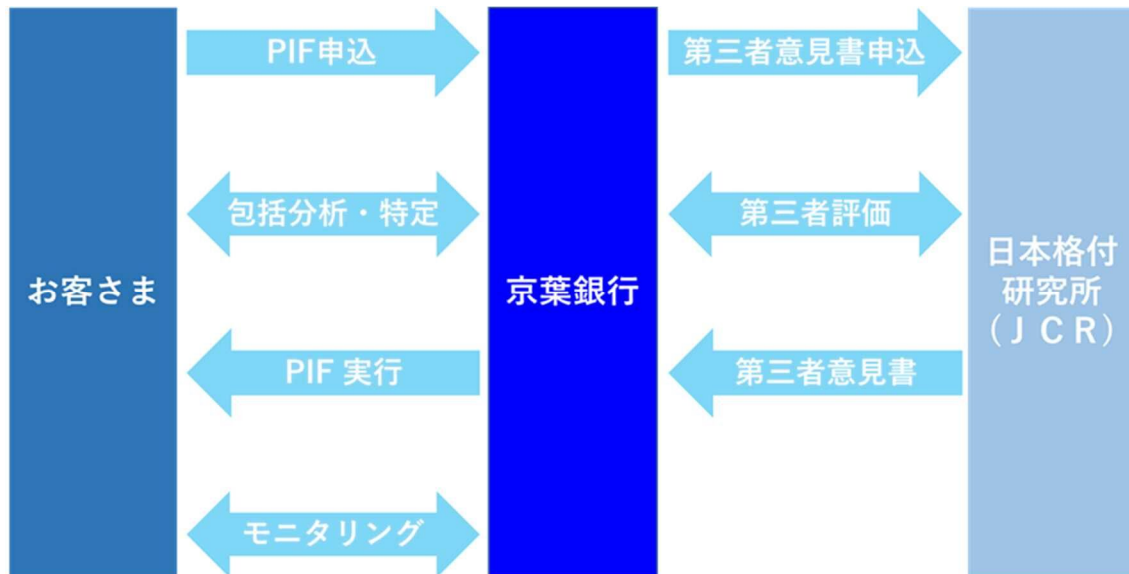 PIF申込
第三者意見書申込
包括分析・特定
第三者評価
お客さま
京葉銀行
日本格付
研究所
(ＪＣＲ)
PIF 実行
第三者意見書
モニタリング